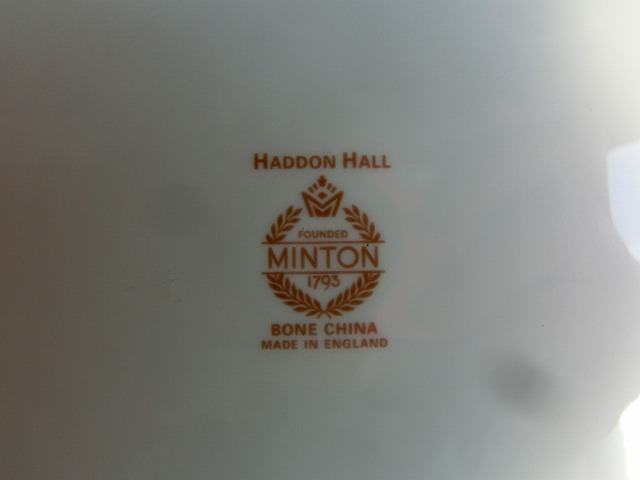 HADDON HALL
FOUNDED
MINTON
1793
BONE CHINA
MADE IN ENGLAND